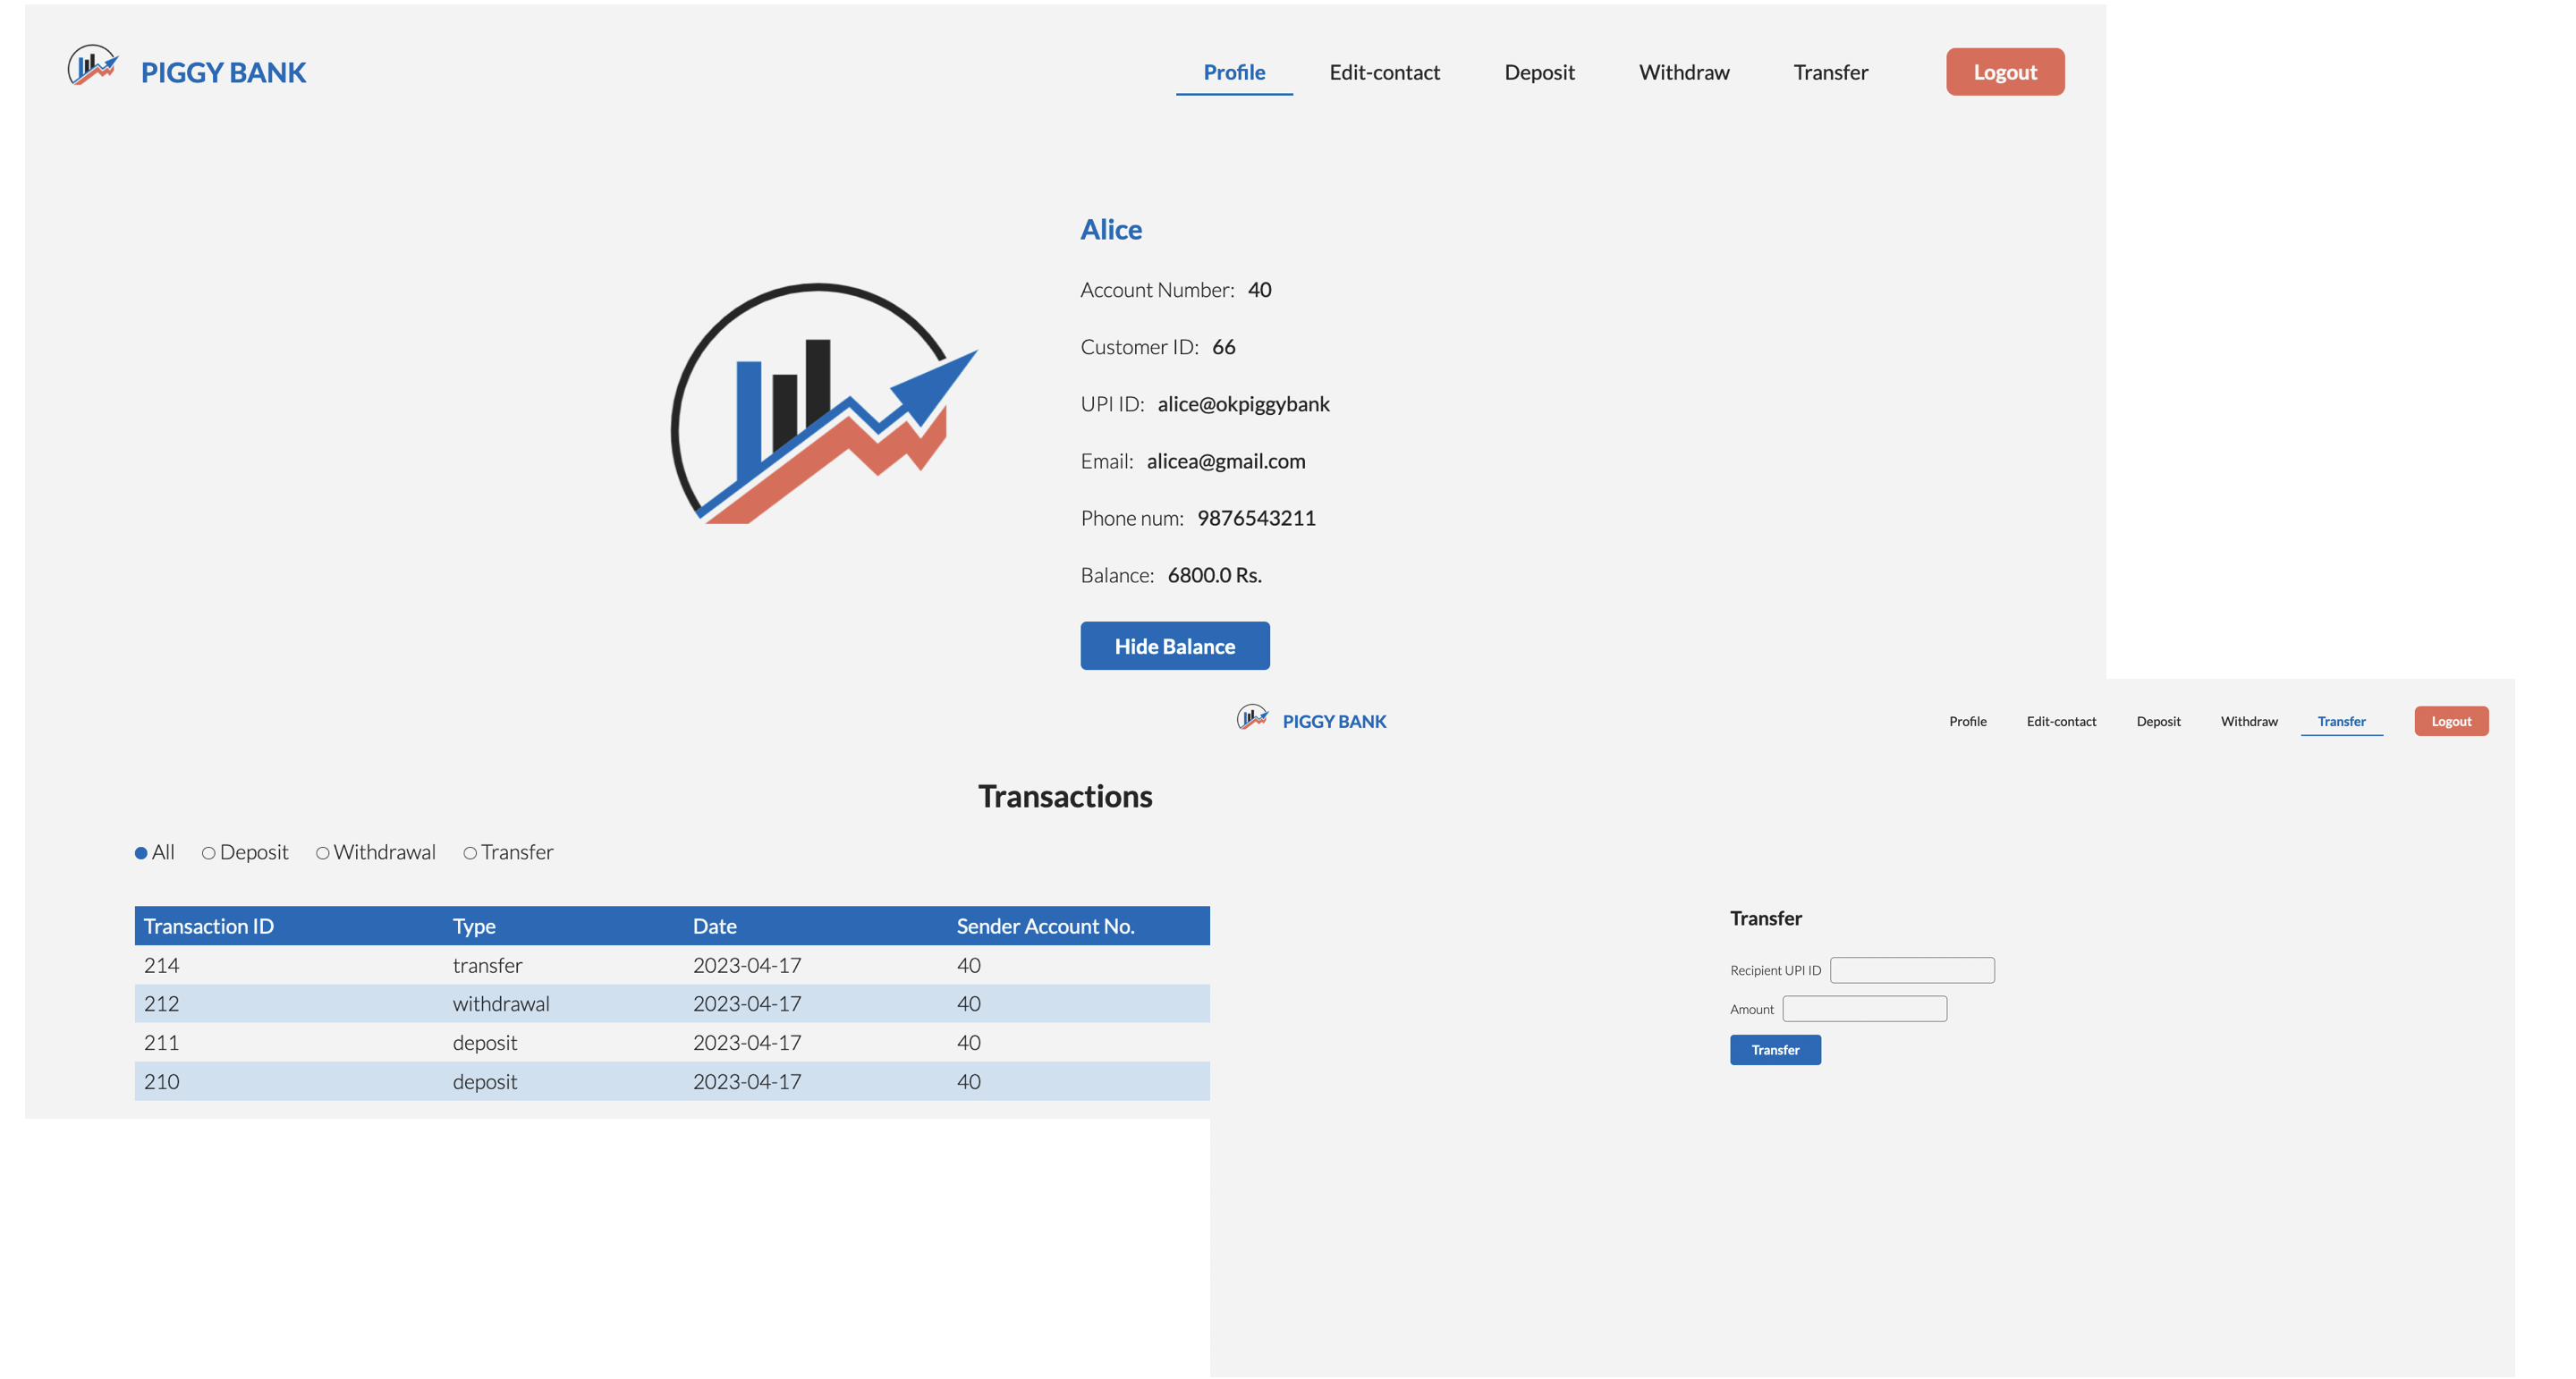 PIGGY BANK
Profile Edit-contact Deposit Withdraw Transfer Logout
Alice
Account Number: 40
Customer ID: 66
UPI ID: alice@okpiggybank
Email: alicea@gmail.com
Phone num: 9876543211
Balance: 6800.0 Rs.
Hide Balance
Transactions
All Deposit Withdrawal Transfer
Transaction ID Type Date Sender Account No.
214 transfer 2023-04-17 40
212 withdrawal 2023-04-17 40
211 deposit 2023-04-17 40
210 deposit 2023-04-17 40
PIGGY BANK
Profile Edit-contact Deposit Withdraw Transfer Logout
Transfer
Recipient UPI ID
Amount
Transfer